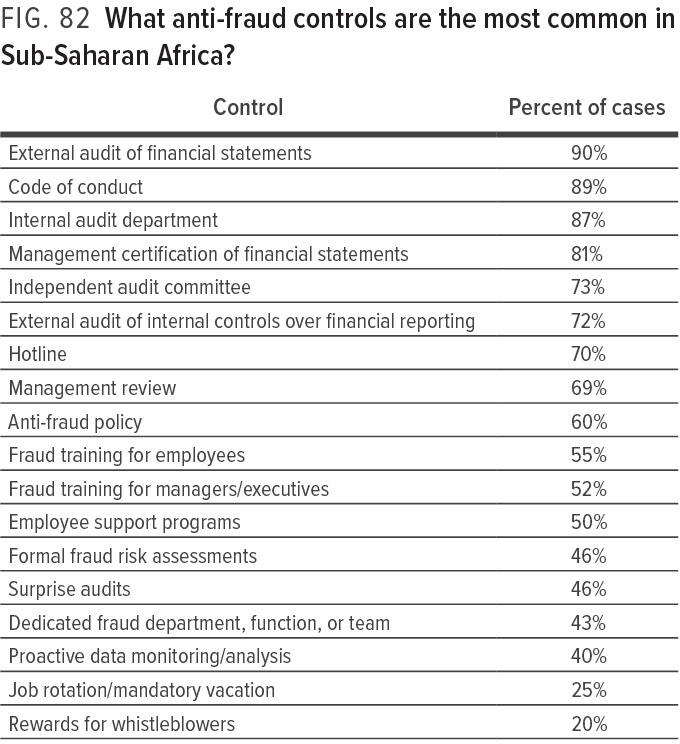 FIG. 82 What anti-fraud controls are the most common in
Sub-Saharan Africa?
Control Percent of cases
External audit of financial statements 90%
Code of conduct 89%
Internal audit department 87%
Management certification of financial statements 81%
Independent audit committee 73%
External audit of internal controls over financial reporting 72%
Hotline 70%
Management review 69%
Anti-fraud policy 60%
Fraud training for employees 55%
Fraud training for managers/executives 52%
Employee support programs 50%
Formal fraud risk assessments 46%
Surprise audits 46%
Dedicated fraud department, function, or team 43%
Proactive data monitoring/analysis 40%
Job rotation/mandatory vacation 25%
Rewards for whistleblowers 20%